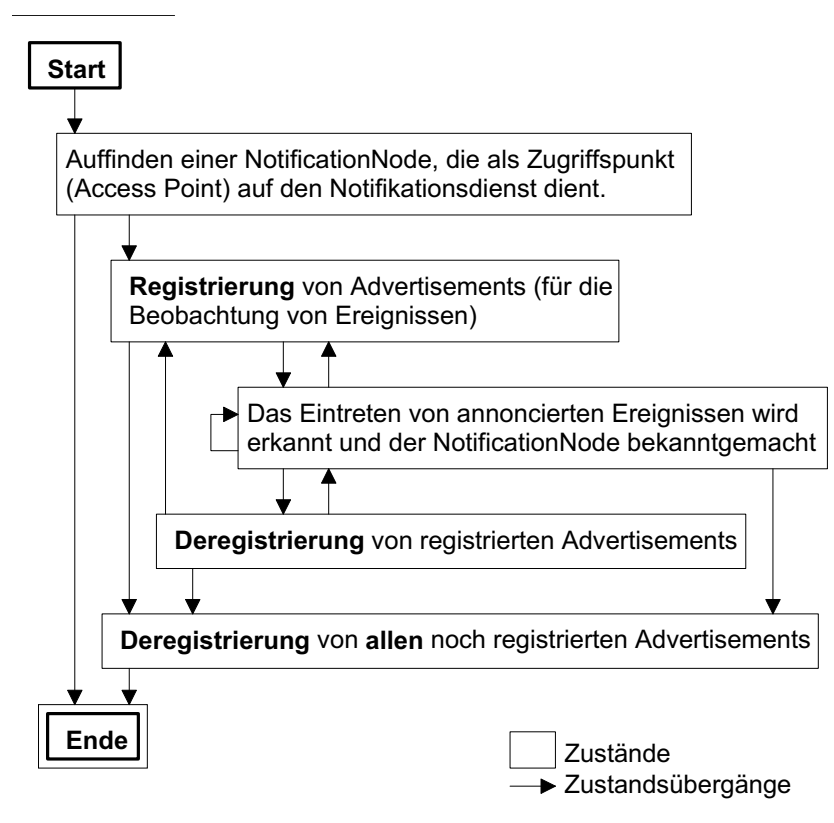 Start
Auffinden einer NotificationNode, die als Zugriffspunkt
(Access Point) auf den Notifikationsdienst dient.
Registrierung von Advertisements (für die
Beobachtung von Ereignissen)
Das Eintreten von annoncierten Ereignissen wird
erkannt und der NotificationNode bekanntgemacht
Deregistrierung von registrierten Advertisements
Deregistrierung von allen noch registrierten Advertisements
Ende
Zustände
Zustandsübergänge